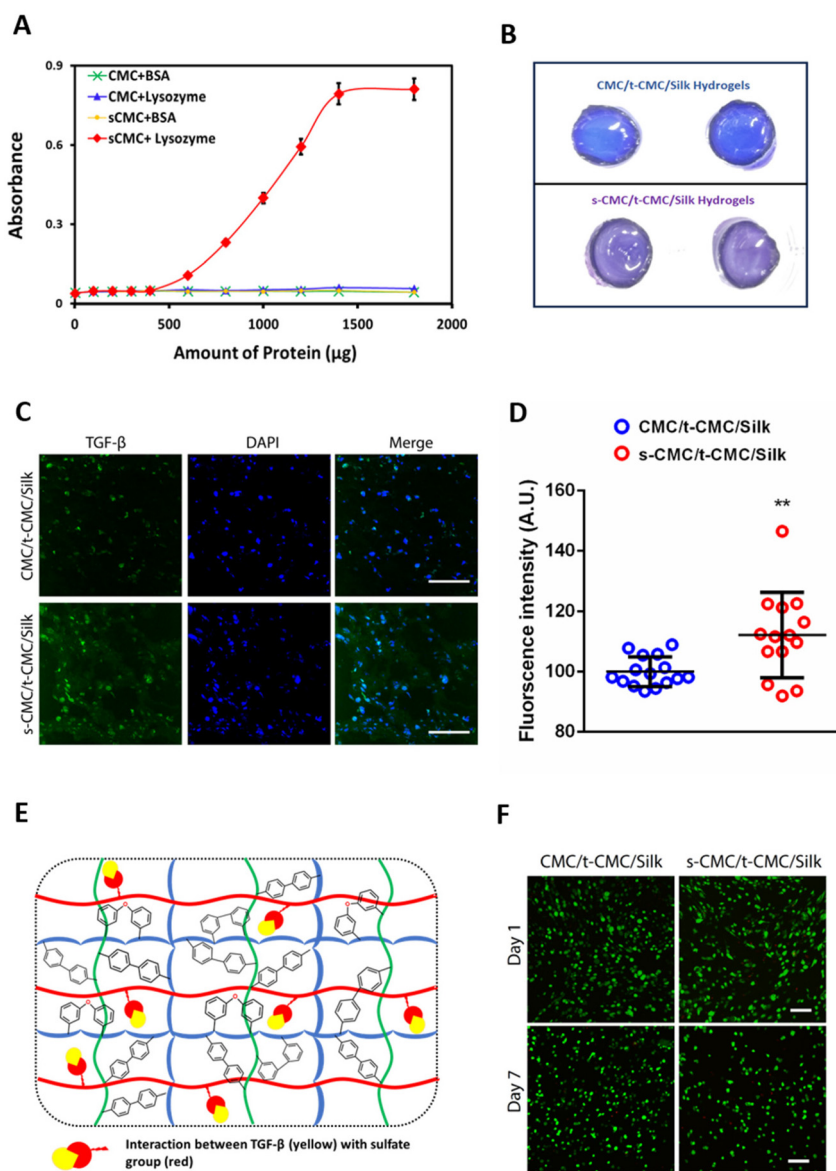 A
0.9
0.6
0.3
0
Absorbance
CMC+BSA
CMC+Lysozyme
sCMC+BSA
sCMC+ Lysozyme
0
500
1000
1500
2000
Amount of Protein (μg)
B
CMC/t-CMC/Silk Hydrogels
s-CMC/t-CMC/Silk Hydrogels
C
TGF-β
DAPI
Merge
CMC/t-CMC/Silk
s-CMC/t-CMC/Silk
D
CMC/t-CMC/Silk
s-CMC/t-CMC/Silk
Fluorescence intensity (A.U.)
160
140
120
100
80
**
E
O
O
O
O
Interaction between TGF-β (yellow) with sulfate
group (red)
F
CMC/t-CMC/Silk
s-CMC/t-CMC/Silk
Day 1
Day 7